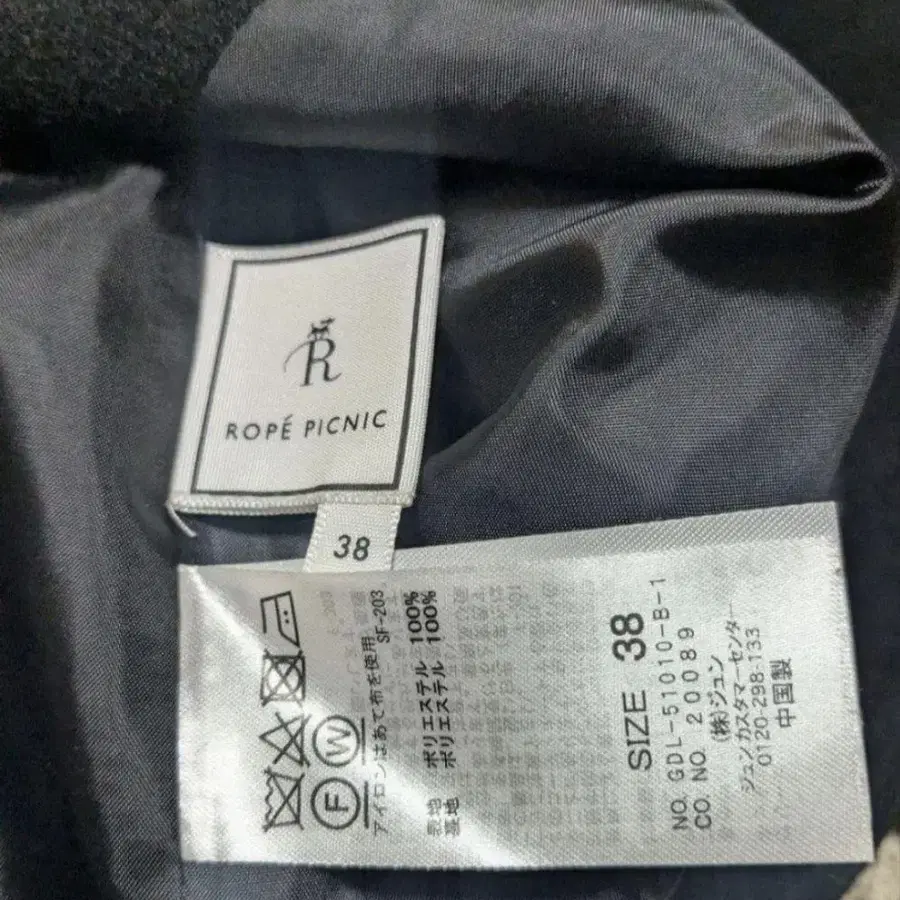 R
ROPÉ PICNIC
38
F W
アイロンはあて布を使用
SF-203
表地 ポリエステル 100%
裏地 ポリエステル 100%
SIZE 38
NO. GDL-51010-B-1
CO. NO. 20089
(株)ジュン
ジュンカスタマーセンター
0120-298-133
中国製